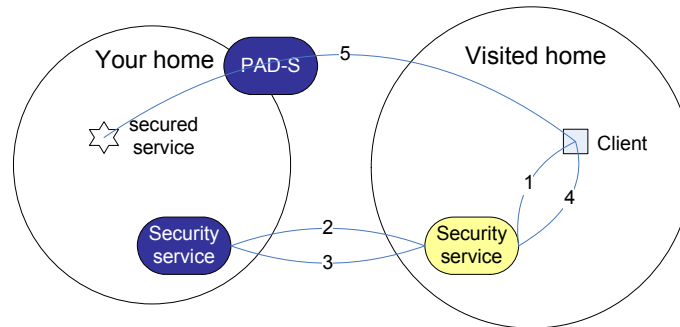 Your home
PAD-S
5
Visited home
secured
service
Client
1
4
Security
service
2
3
Security
service